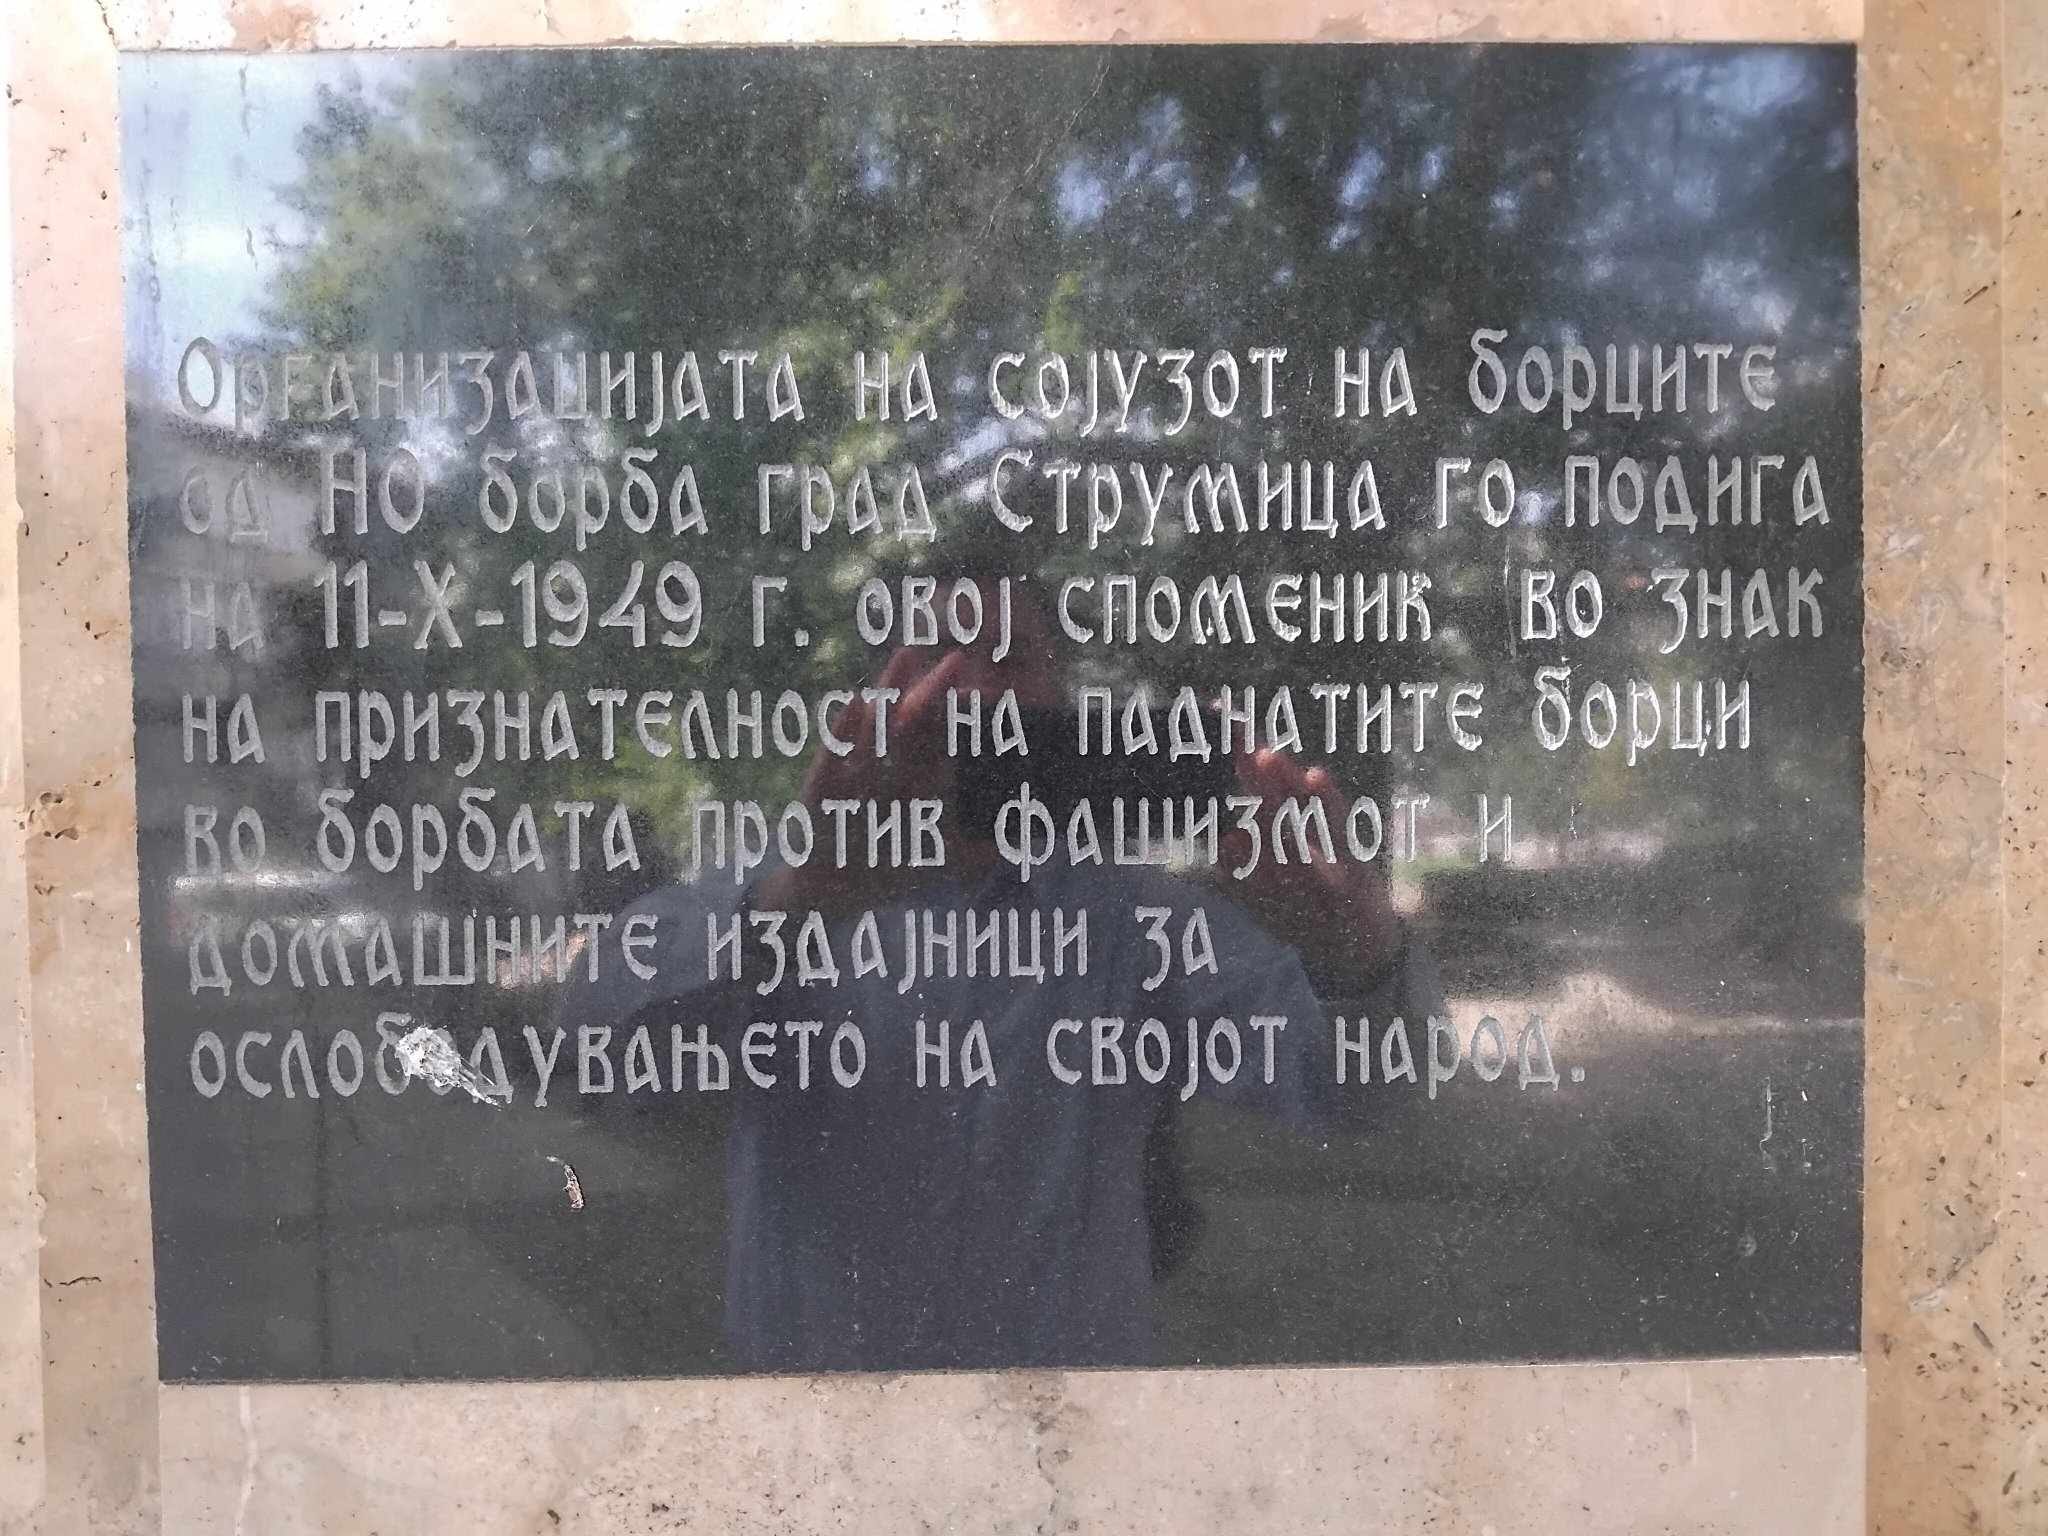 Организацијата на сојузот на борците
од НО борба град Струмица го подига
на 11-X-1949 г. овој споменик во знак
на признателност на паднатите борци
во борбата против фашизмот и
домашните издајници за
ослободувањето на својот народ.